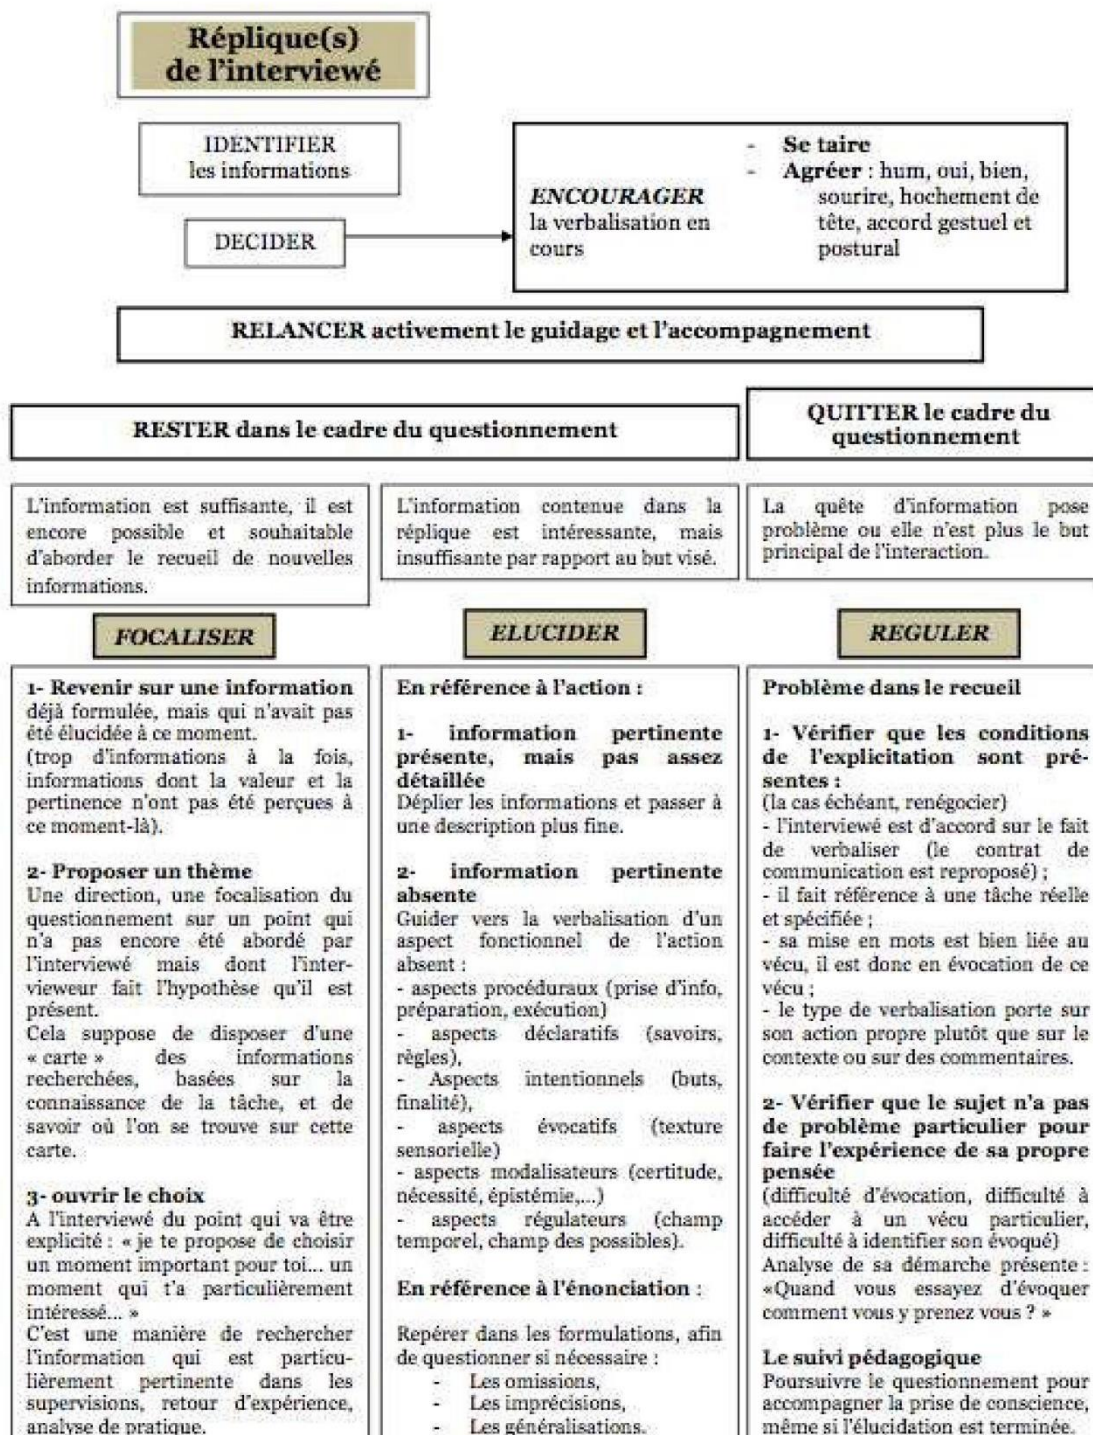 Réplique(s)
de l'interviewé
IDENTIFIER
les informations
DECIDER
ENCOURAGER
la verbalisation en
cours
- Se taire
- Agréer : hum, oui, bien,
sourire, hochement de
tête, accord gestuel et
postural
RELANCER activement le guidage et l'accompagnement
RESTER dans le cadre du questionnement
QUITTER le cadre du
questionnement
L'information est suffisante, il est
encore possible et souhaitable
d'aborder le recueil de nouvelles
informations.
L'information contenue dans la
réplique est intéressante, mais
insuffisante par rapport au but visé.
La quête d'information pose
problème ou elle n'est plus le but
principal de l'interaction.
FOCALISER
ELUCIDER
REGULER
1- Revenir sur une information
déjà formulée, mais qui n'avait pas
été élucidée à ce moment.
(trop d'informations à la fois,
informations dont la valeur et la
pertinence n'ont pas été perçues à
ce moment-là).
2- Proposer un thème
Une direction, une focalisation du
questionnement sur un point qui
n'a pas encore été abordé par
l'interviewé mais dont l'inter-
vieweur fait l'hypothèse qu'il est
présent.
Cela suppose de disposer d'une
« carte » des informations
recherchées, basées sur la
connaissance de la tâche, et de
savoir où l'on se trouve sur cette
carte.
3- ouvrir le choix
A l'interviewé du point qui va être
explicité : « je te propose de choisir
un moment important pour toi... un
moment qui t'a particulièrement
intéressé... »
C'est une manière de rechercher
l'information qui est particu-
lièrement pertinente dans les
supervisions, retour d'expérience,
analyse de pratique.
En référence à l'action :
1- information pertinente
présente, mais pas assez
détaillée
Déplier les informations et passer à
une description plus fine.
2- information pertinente
absente
Guider vers la verbalisation d'un
aspect fonctionnel de l'action
absent :
- aspects procéduraux (prise d'info,
préparation, exécution)
- aspects déclaratifs (savoirs,
règles),
- Aspects intentionnels (buts,
finalité),
- aspects évocatifs (texture
sensorielle)
- aspects modalisateurs (certitude,
nécessité, épistémie,...)
- aspects régulateurs (champ
temporel, champ des possibles).
En référence à l'énonciation :
Repérer dans les formulations, afin
de questionner si nécessaire :
- Les omissions,
- Les imprécisions,
- Les généralisations.
Problème dans le recueil
1- Vérifier que les conditions
de l'explicitation sont pré-
sentes :
(la cas échéant, renégocier)
- l'interviewé est d'accord sur le fait
de verbaliser (le contrat de
communication est reproposé) ;
- il fait référence à une tâche réelle
et spécifiée ;
- sa mise en mots est bien liée au
vécu, il est donc en évocation de ce
vécu ;
- le type de verbalisation porte sur
son action propre plutôt que sur le
contexte ou sur des commentaires.
2- Vérifier que le sujet n'a pas
de problème particulier pour
faire l'expérience de sa propre
pensée
(difficulté d'évocation, difficulté à
accéder à un vécu particulier,
difficulté à identifier son évoqué)
Analyse de sa démarche présente :
«Quand vous essayez d'évoquer
comment vous y prenez vous ? »
Le suivi pédagogique
Poursuivre le questionnement pour
accompagner la prise de conscience,
même si l'élucidation est terminée.